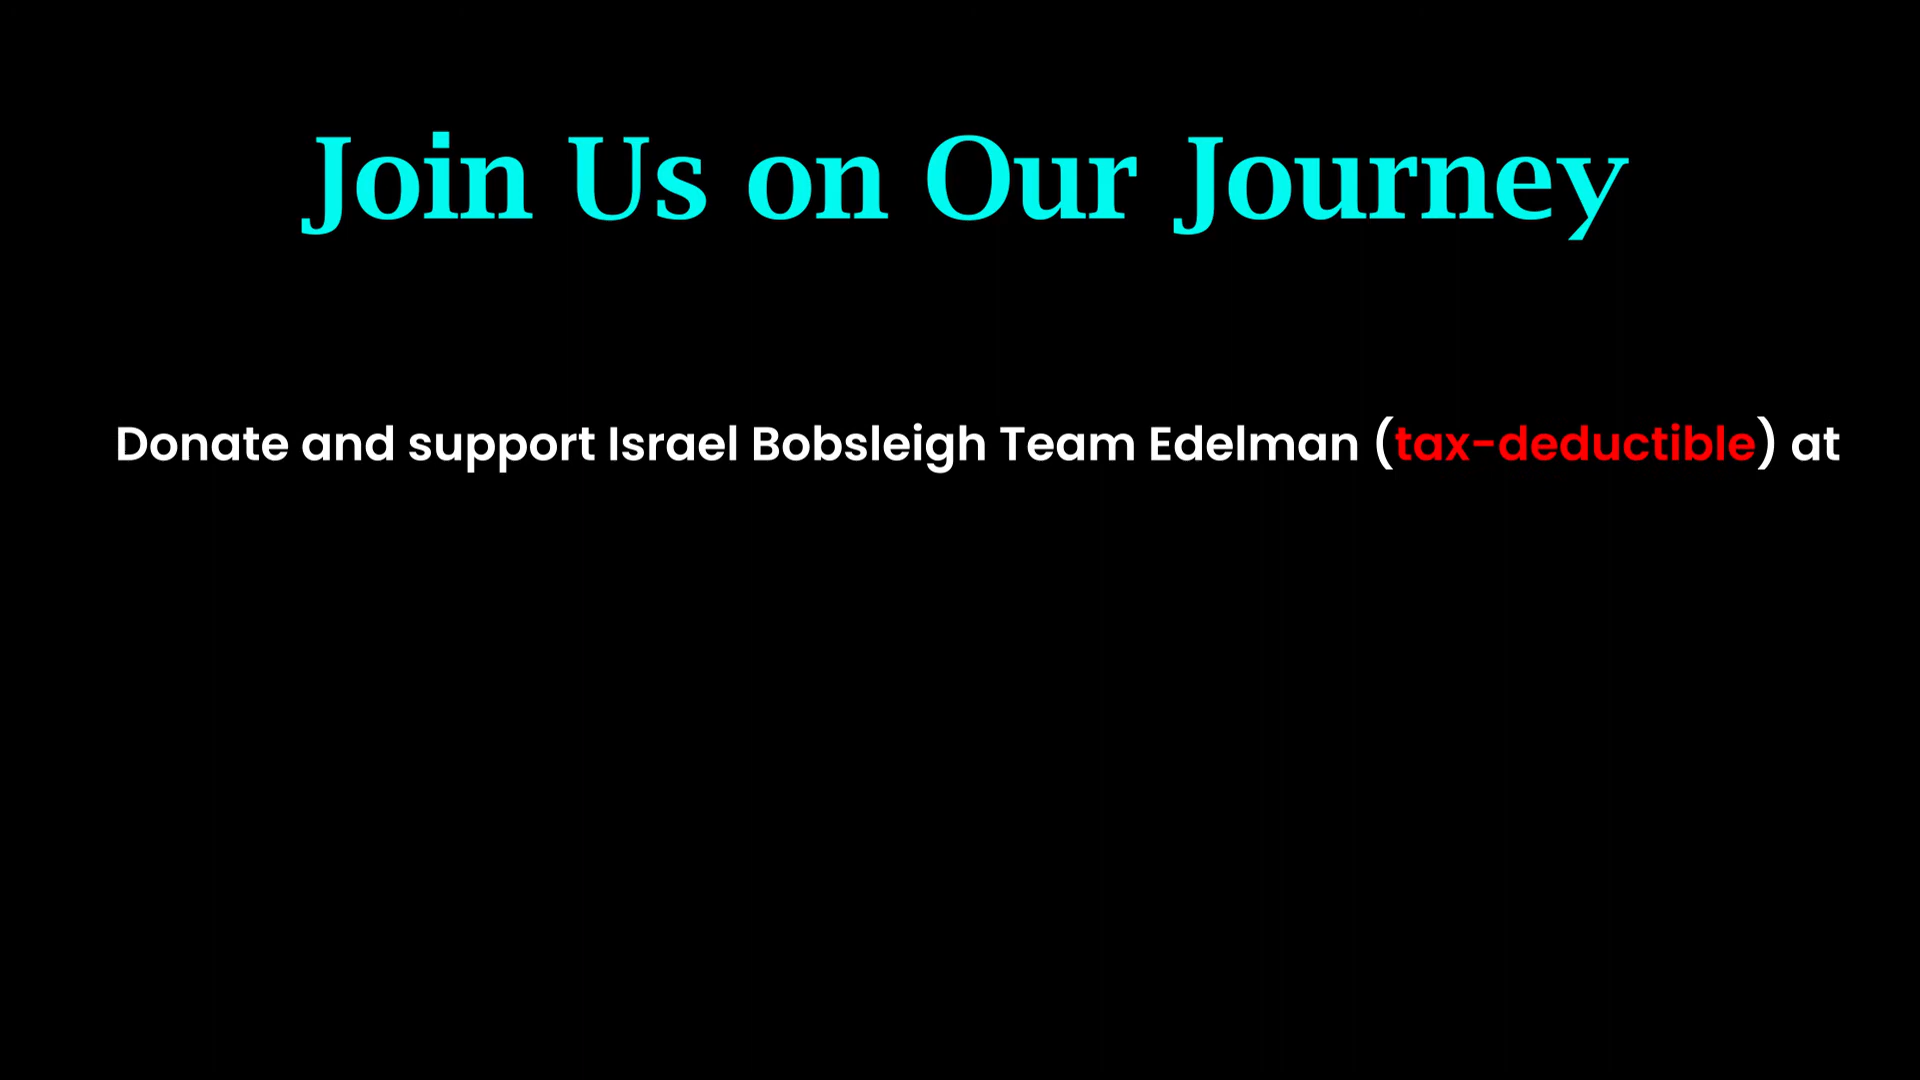 Join Us on Our Journey
Donate and support Israel Bobsleigh Team Edelman (tax-deductible) at